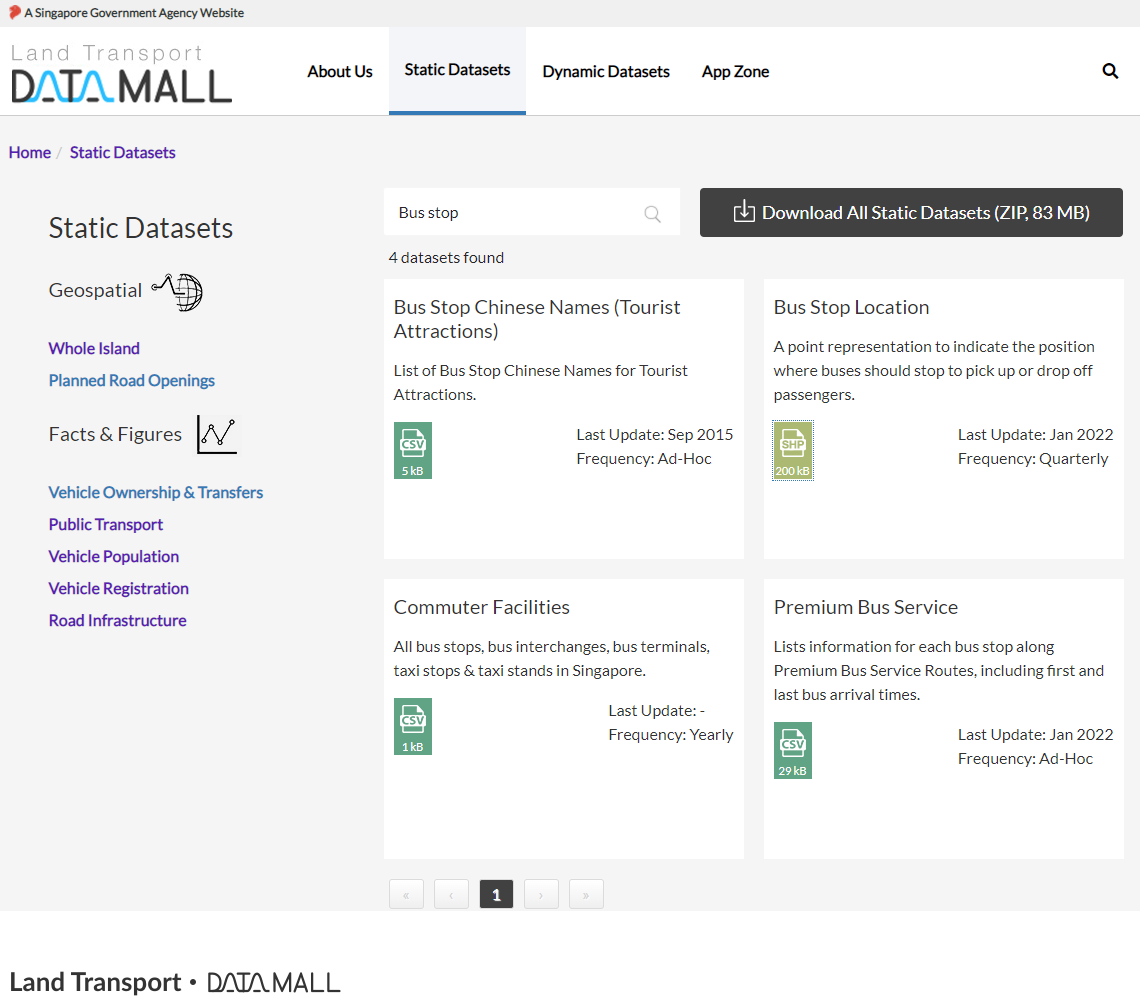 A Singapore Government Agency Website
Land Transport
DATAMALL
About Us
Static Datasets
Dynamic Datasets
App Zone
Home / Static Datasets
Static Datasets
Geospatial
Whole Island
Planned Road Openings
Facts & Figures
Vehicle Ownership & Transfers
Public Transport
Vehicle Population
Vehicle Registration
Road Infrastructure
Bus stop
Download All Static Datasets (ZIP, 83 MB)
4 datasets found
Bus Stop Chinese Names (Tourist
Attractions)
List of Bus Stop Chinese Names for Tourist
Attractions.
CSV
5 kB
Last Update: Sep 2015
Frequency: Ad-Hoc
Bus Stop Location
A point representation to indicate the position
where buses should stop to pick up or drop off
passengers.
SHP
200 kB
Last Update: Jan 2022
Frequency: Quarterly
Commuter Facilities
All bus stops, bus interchanges, bus terminals,
taxi stops & taxi stands in Singapore.
CSV
1 kB
Last Update: -
Frequency: Yearly
Premium Bus Service
Lists information for each bus stop along
Premium Bus Service Routes, including first and
last bus arrival times.
CSV
29 kB
Last Update: Jan 2022
Frequency: Ad-Hoc
« ‹ 1 › »
Land Transport • DATAMALL